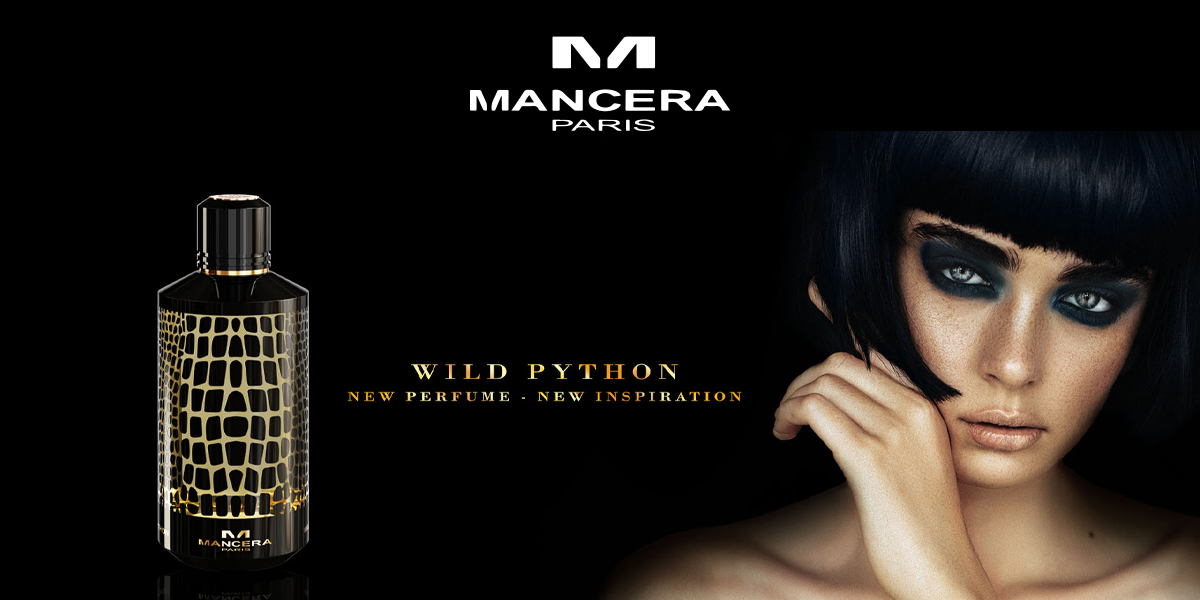 M
MANCERA
PARIS
WILD PYTHON
NEW PERFUME - NEW INSPIRATION
M
MANCERA
PARIS